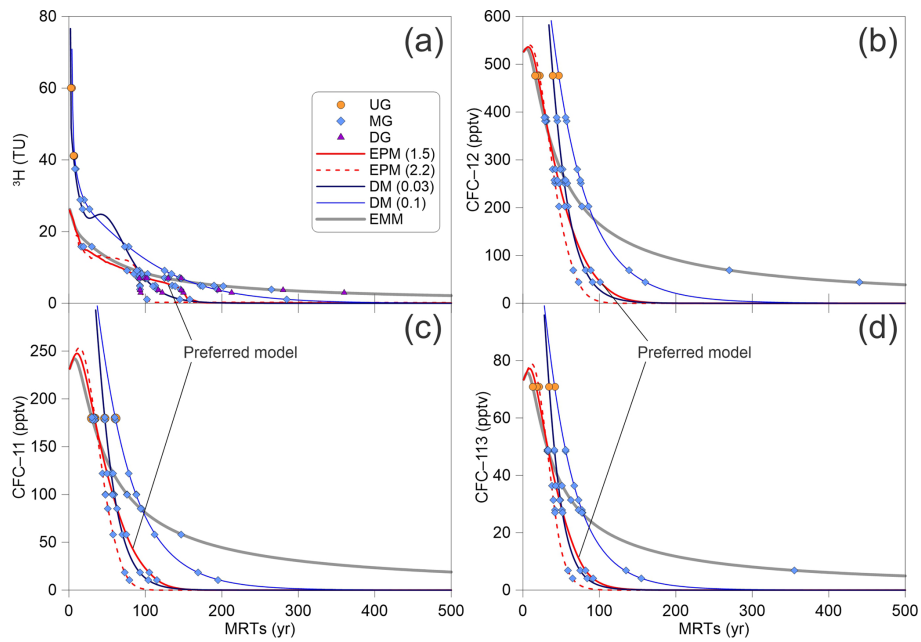 80
60
40
20
0
³H (TU)
(a)
UG
MG
DG
EPM (1.5)
EPM (2.2)
DM (0.03)
DM (0.1)
EMM
600
500
400
300
200
100
0
CFC–12 (pptv)
(b)
250
200
150
100
50
0
CFC–11 (pptv)
(c)
Preferred model
0 100 200 300 400 500
MRTs (yr)
80
60
40
20
0
CFC–113 (pptv)
(d)
Preferred model
0 100 200 300 400 500
MRTs (yr)